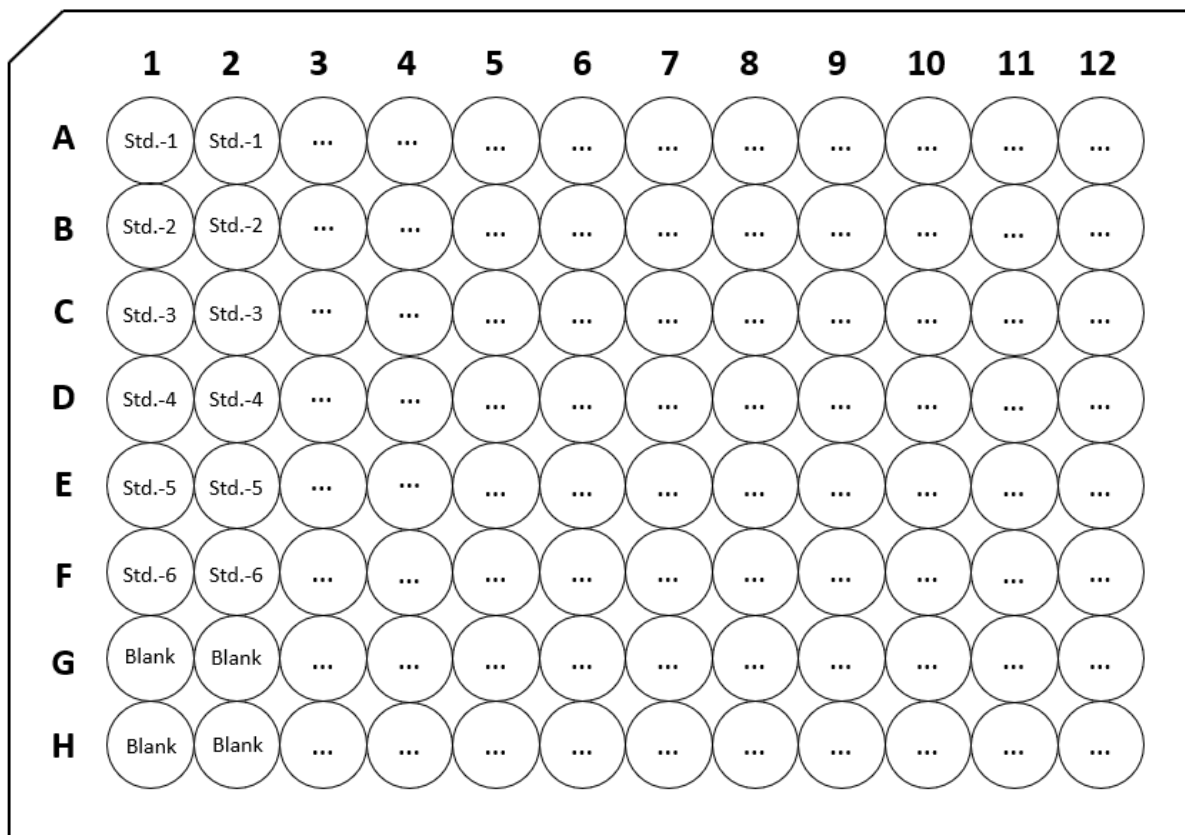 1 2 3 4 5 6 7 8 9 10 11 12
A Std.-1 Std.-1 ... ... ... ... ... ... ... ... ... ...
B Std.-2 Std.-2 ... ... ... ... ... ... ... ... ... ...
C Std.-3 Std.-3 ... ... ... ... ... ... ... ... ... ...
D Std.-4 Std.-4 ... ... ... ... ... ... ... ... ... ...
E Std.-5 Std.-5 ... ... ... ... ... ... ... ... ... ...
F Std.-6 Std.-6 ... ... ... ... ... ... ... ... ... ...
G Blank Blank ... ... ... ... ... ... ... ... ... ...
H Blank Blank ... ... ... ... ... ... ... ... ... ...